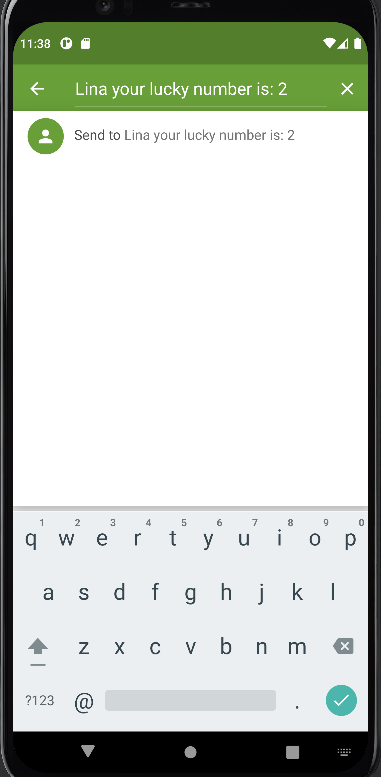 11:38
Lina your lucky number is: 2
Send to Lina your lucky number is: 2
1 2 3 4 5 6 7 8 9 0
q w e r t y u i o p
a s d f g h j k l
z x c v b n m
?123 @ .